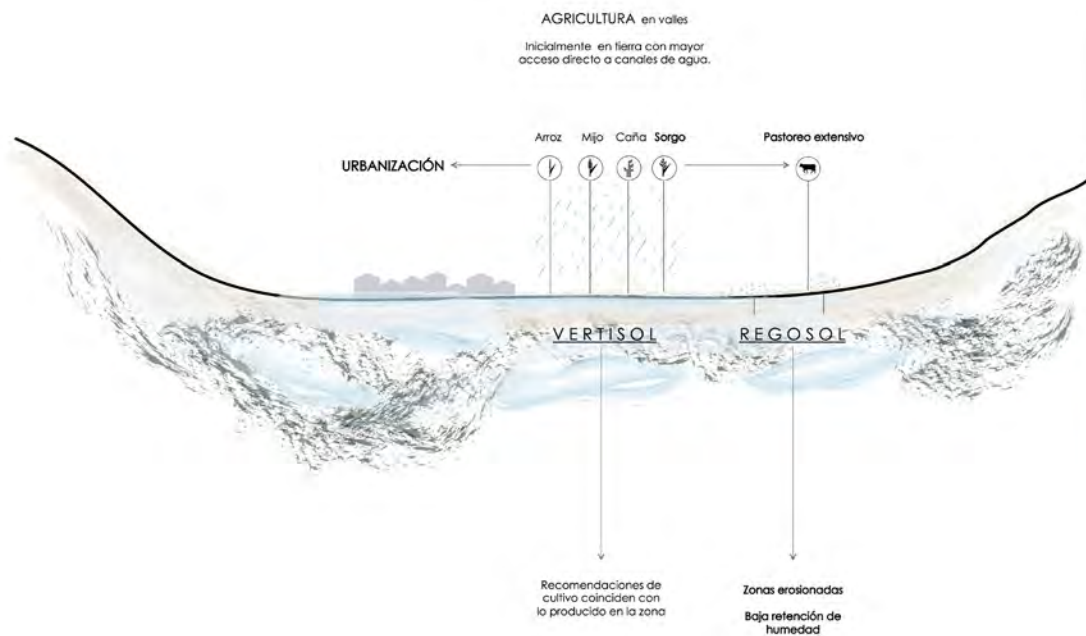 AGRICULTURA en valles
Inicialmente en tierra con mayor
acceso directo a canales de agua.
Arroz Mijo Caña Sorgo Pastoreo extensivo
URBANIZACIÓN
VERTISOL REGOSOL
Recomendaciones de
cultivo coinciden con
lo producido en la zona
Zonas erosionadas
Baja retención de
humedad